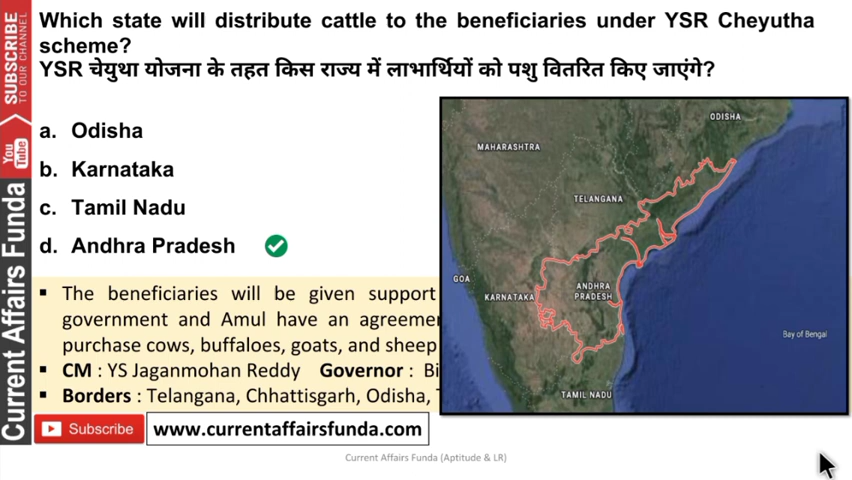 Which state will distribute cattle to the beneficiaries under YSR Cheyutha
scheme?
YSR चेयुथा योजना के तहत किस राज्य में लाभार्थियों को पशु वितरित किए जाएंगे?
a. Odisha
b. Karnataka
c. Tamil Nadu
d. Andhra Pradesh
ODISHA
MAHARASHTRA
TELANGANA
GOA
KARNATAKA
ANDHRA
PRADESH
Bay of Bengal
TAMIL NADU
▪ The beneficiaries will be given support
government and Amul have an
purchase cows, buffaloes, goats, and sheep
▪ CM : YS Jaganmohan Reddy Governor :
▪ Borders : Telangana, Chhattisgarh, Odisha,
Subscribe
www.currentaffairsfunda.com
Current Affairs Funda (Aptitude & LR)
Current Affairs Funda
You
Tube
SUBSCRIBE
TO OUR CHANNEL